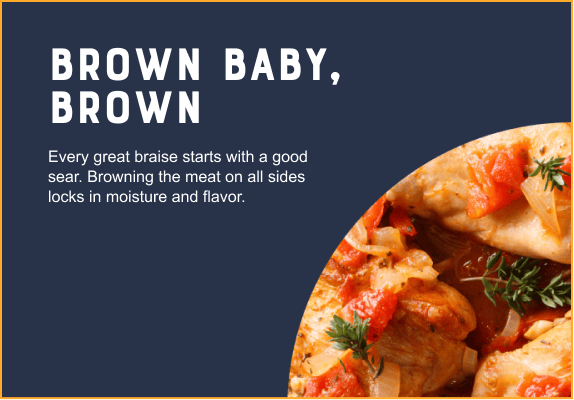 BROWN BABY,
BROWN
Every great braise starts with a good
sear. Browning the meat on all sides
locks in moisture and flavor.